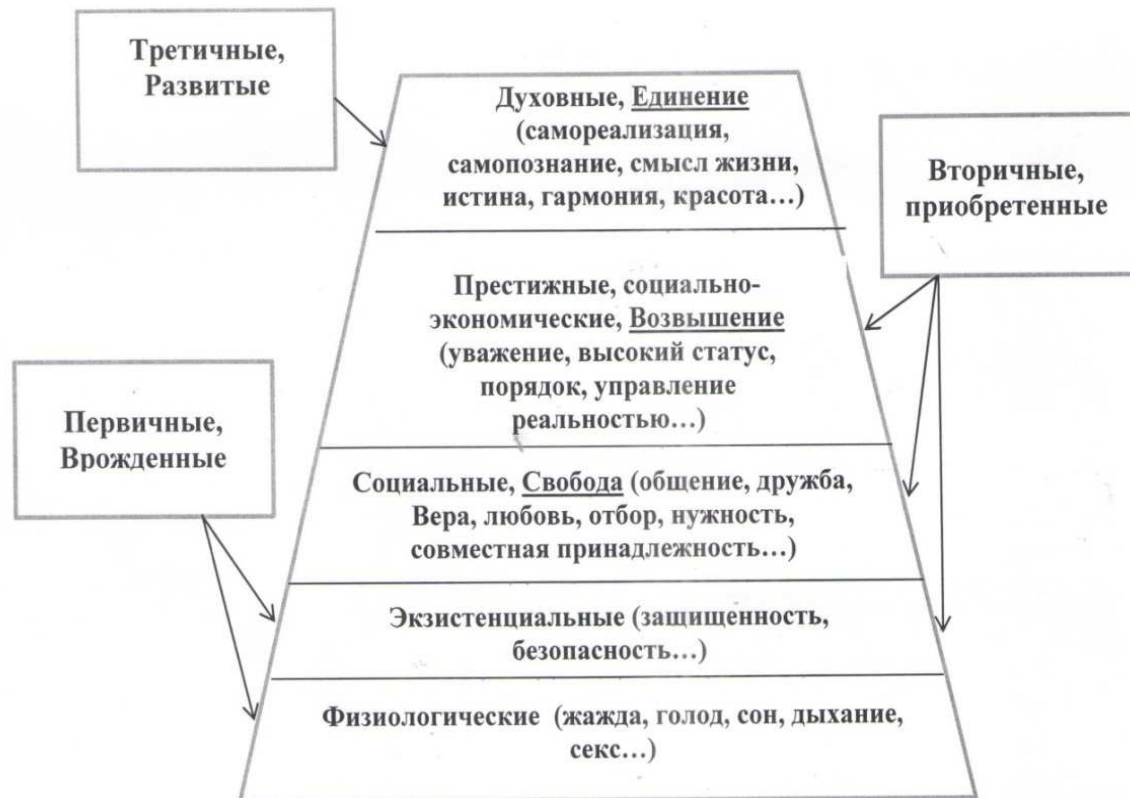 Третичные,
Развитые
Духовные, Единение
(самореализация,
самопознание, смысл жизни,
истина, гармония, красота…)
Вторичные,
приобретенные
Престижные, социально-
экономические, Возвышение
(уважение, высокий статус,
порядок, управление
реальностью…)
Первичные,
Врожденные
Социальные, Свобода (общение, дружба,
Вера, любовь, отбор, нужность,
совместная принадлежность…)
Экзистенциальные (защищенность,
безопасность…)
Физиологические (жажда, голод, сон, дыхание,
секс…)